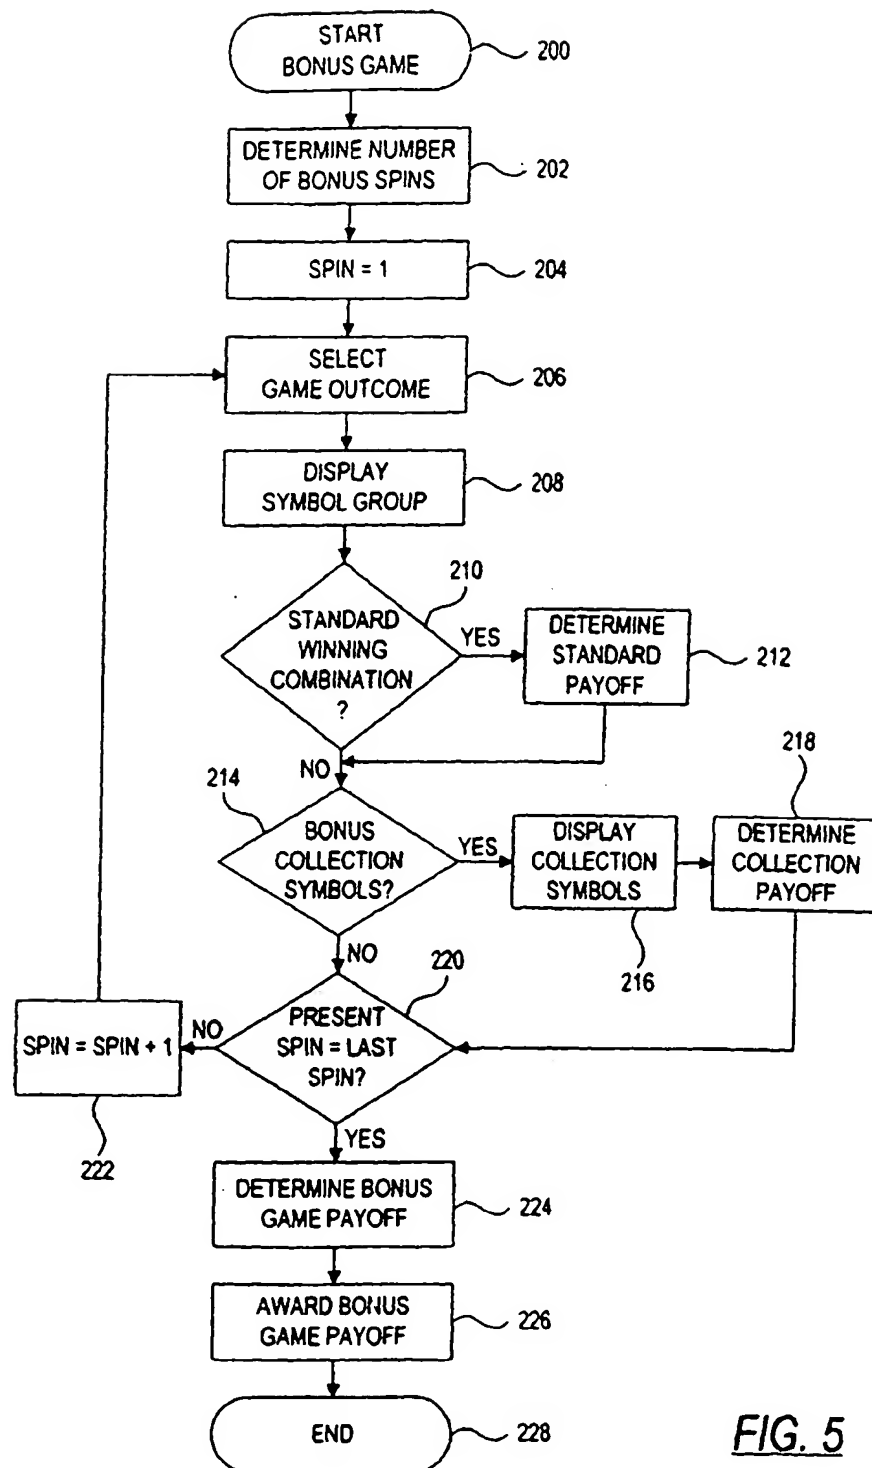 START
BONUS GAME
200
DETERMINE NUMBER
OF BONUS SPINS
202
SPIN = 1
204
SELECT
GAME OUTCOME
206
DISPLAY
SYMBOL GROUP
208
210
STANDARD
WINNING
COMBINATION
?
YES
DETERMINE
STANDARD
PAYOFF
212
NO
214
BONUS
COLLECTION
SYMBOLS?
YES
DISPLAY
COLLECTION
SYMBOLS
216
218
DETERMINE
COLLECTION
PAYOFF
NO
220
PRESENT
SPIN = LAST
SPIN?
NO
SPIN = SPIN + 1
222
YES
DETERMINE BONUS
GAME PAYOFF
224
AWARD BONUS
GAME PAYOFF
226
END
228
FIG. 5